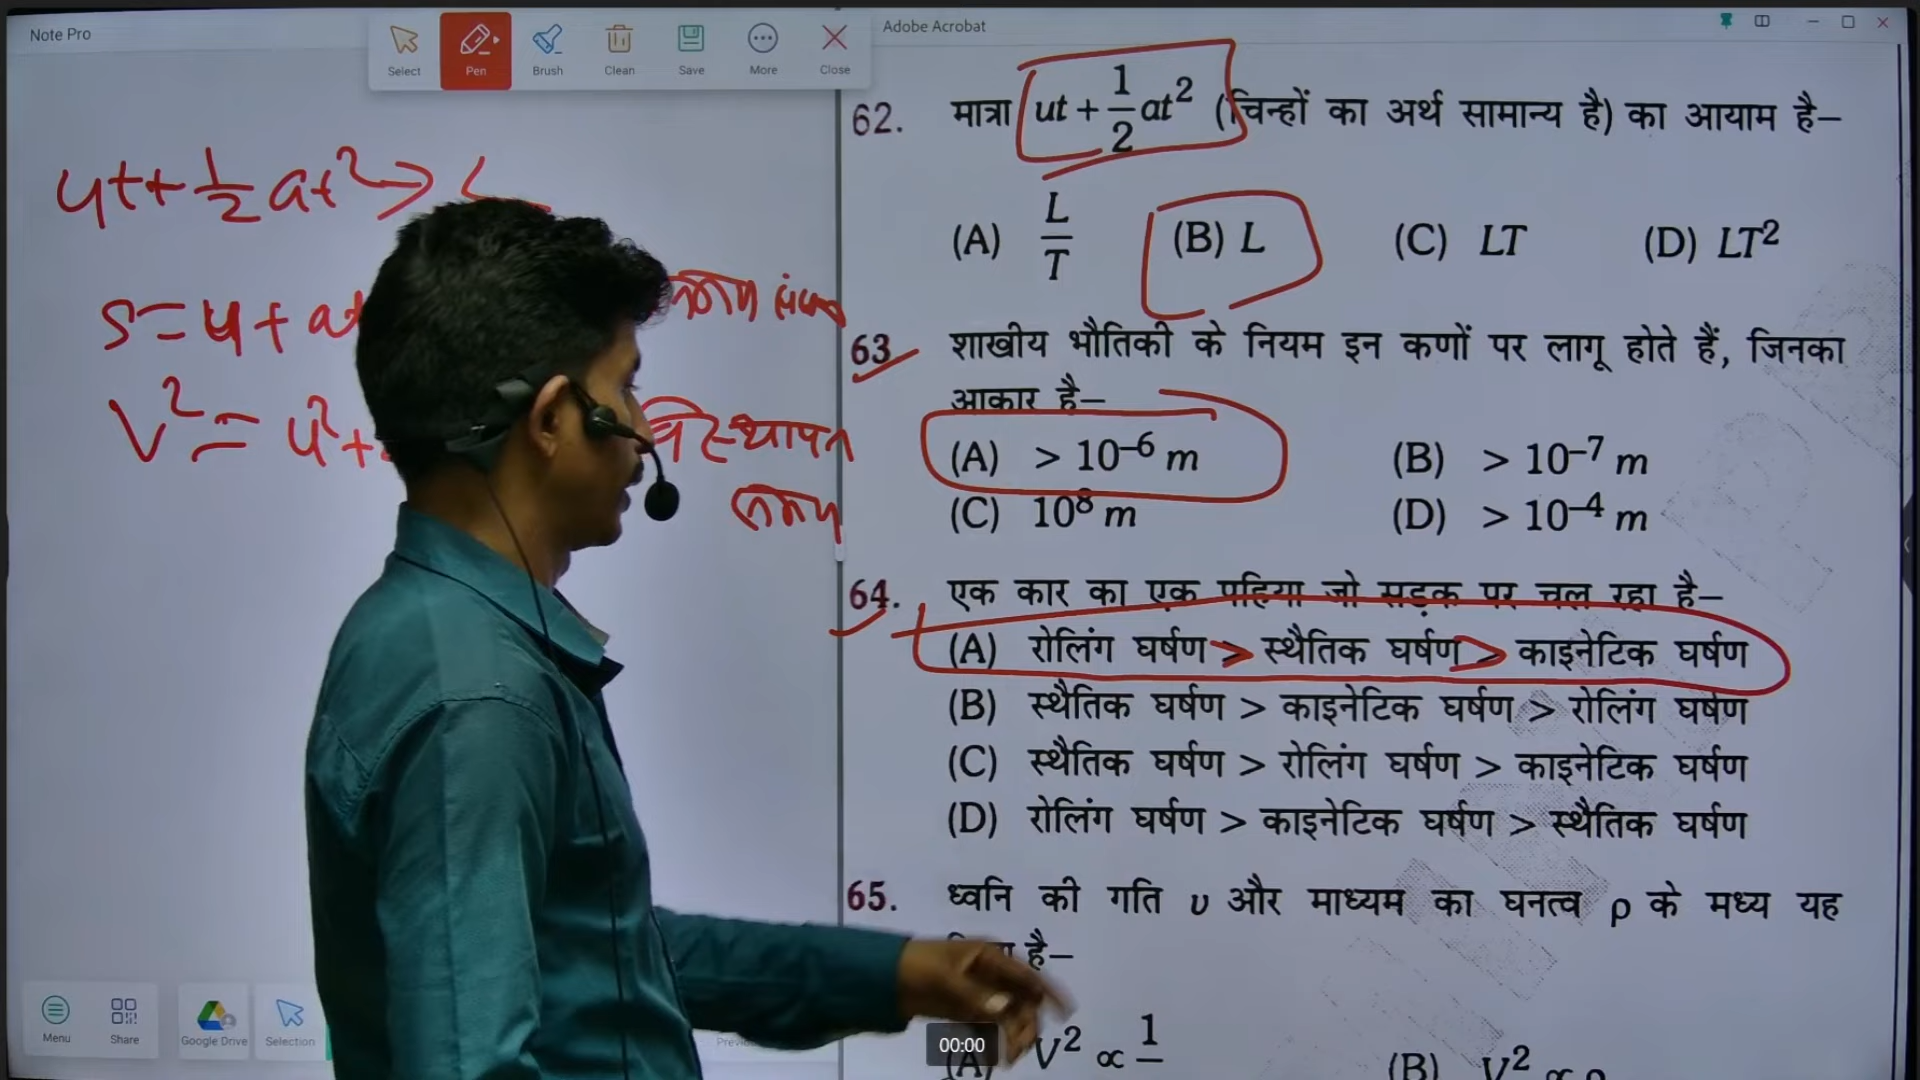 Note Pro
Adobe Acrobat
Select
Pen
Brush
Clean
Save
More
Close
ut + 1/2 at² → L
s = u + at
v² = u² +
समय
विस्थापन
समय
62. मात्रा ut + 1/2 at² (चिन्हों का अर्थ सामान्य है) का आयाम है–
(A) L/T (B) L (C) LT (D) LT²
63 शाखीय भौतिकी के नियम इन कणों पर लागू होते हैं, जिनका
आकार है–
(A) > 10⁻⁶ m (B) > 10⁻⁷ m
(C) 10⁸ m (D) > 10⁻⁴ m
64. एक कार का एक पहिया जो सड़क पर चल रहा है–
(A) रोलिंग घर्षण > स्थैतिक घर्षण > काइनेटिक घर्षण
(B) स्थैतिक घर्षण > काइनेटिक घर्षण > रोलिंग घर्षण
(C) स्थैतिक घर्षण > रोलिंग घर्षण > काइनेटिक घर्षण
(D) रोलिंग घर्षण > काइनेटिक घर्षण > स्थैतिक घर्षण
65. ध्वनि की गति υ और माध्यम का घनत्व ρ के मध्य यह
है–
(A) V² ∝ 1
(B) V² ∝ ρ
Menu
Share
Google Drive
Selection
00:00